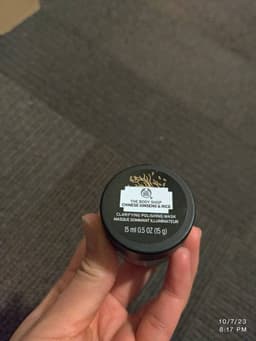 THE BODY SHOP
CHINESE GINSENG & RICE
CLARIFYING POLISHING MASK
MASQUE GOMMANT ILLUMINATEUR
15 ml 0.5 OZ (15 g)
10/7/23
8:17 PM